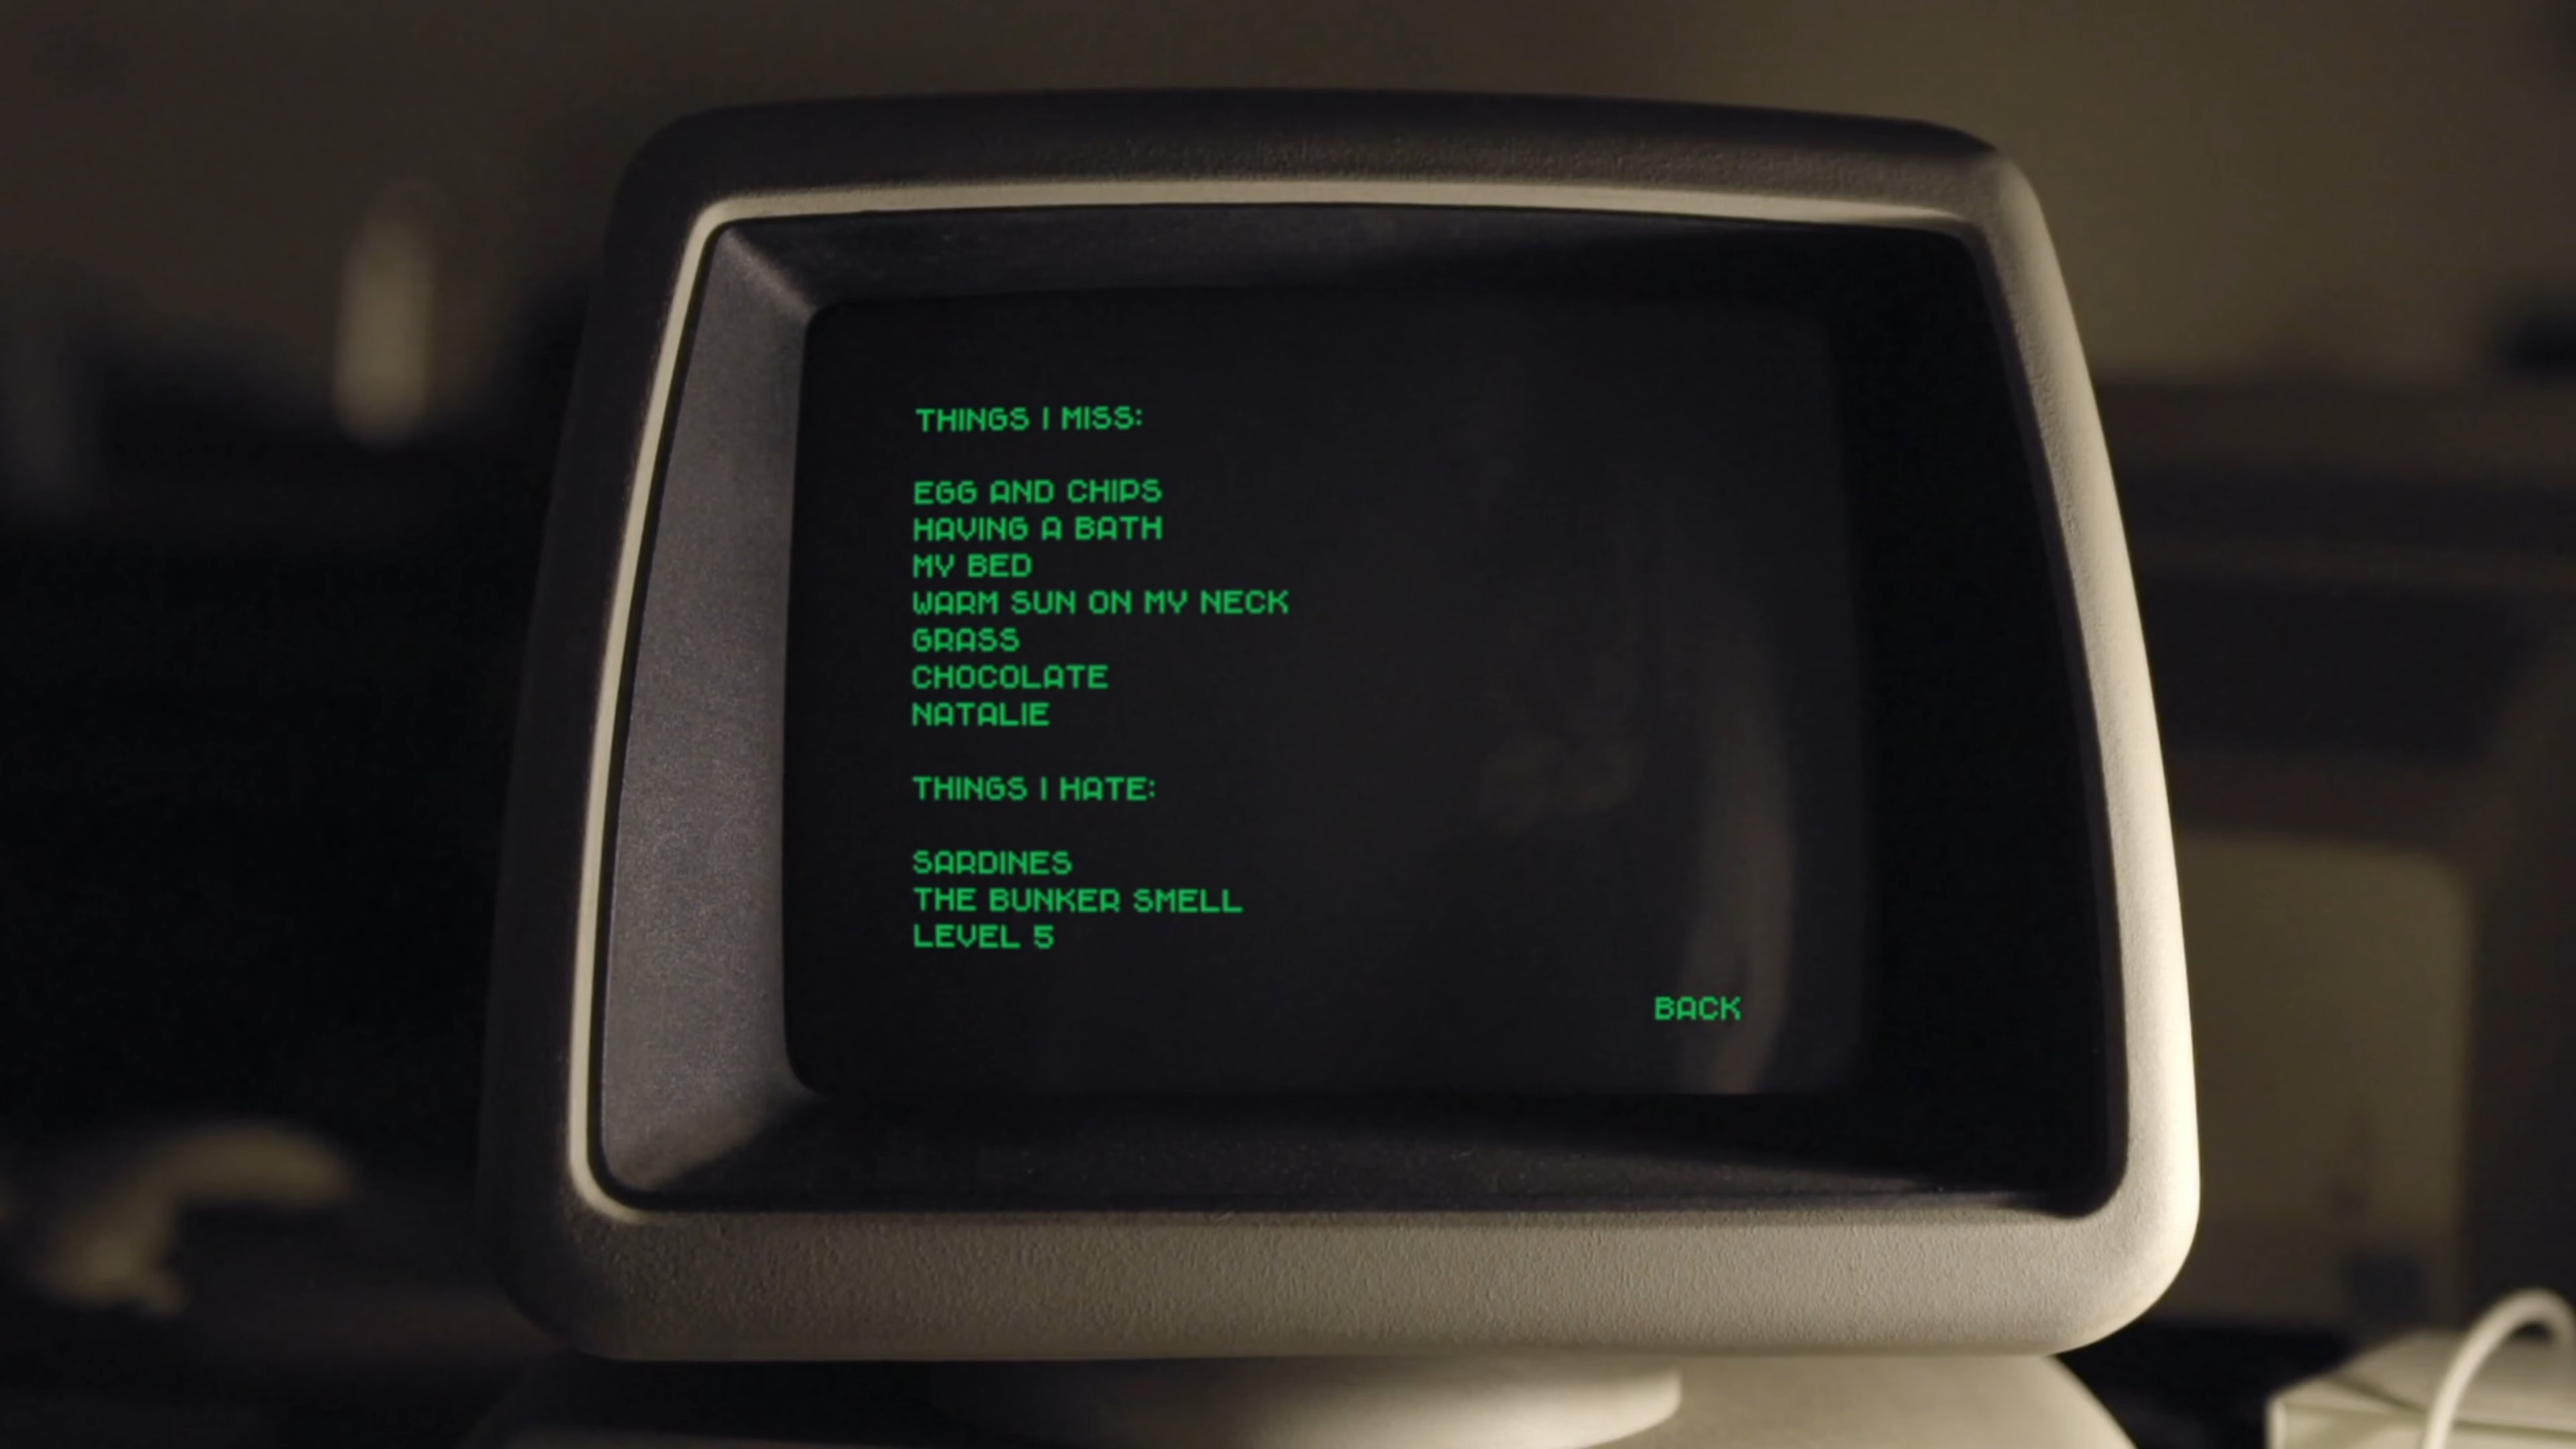 THINGS I MISS:
EGG AND CHIPS
HAVING A BATH
MY BED
WARM SUN ON MY NECK
GRASS
CHOCOLATE
NATALIE
THINGS I HATE:
SARDINES
THE BUNKER SMELL
LEVEL 5
BACK